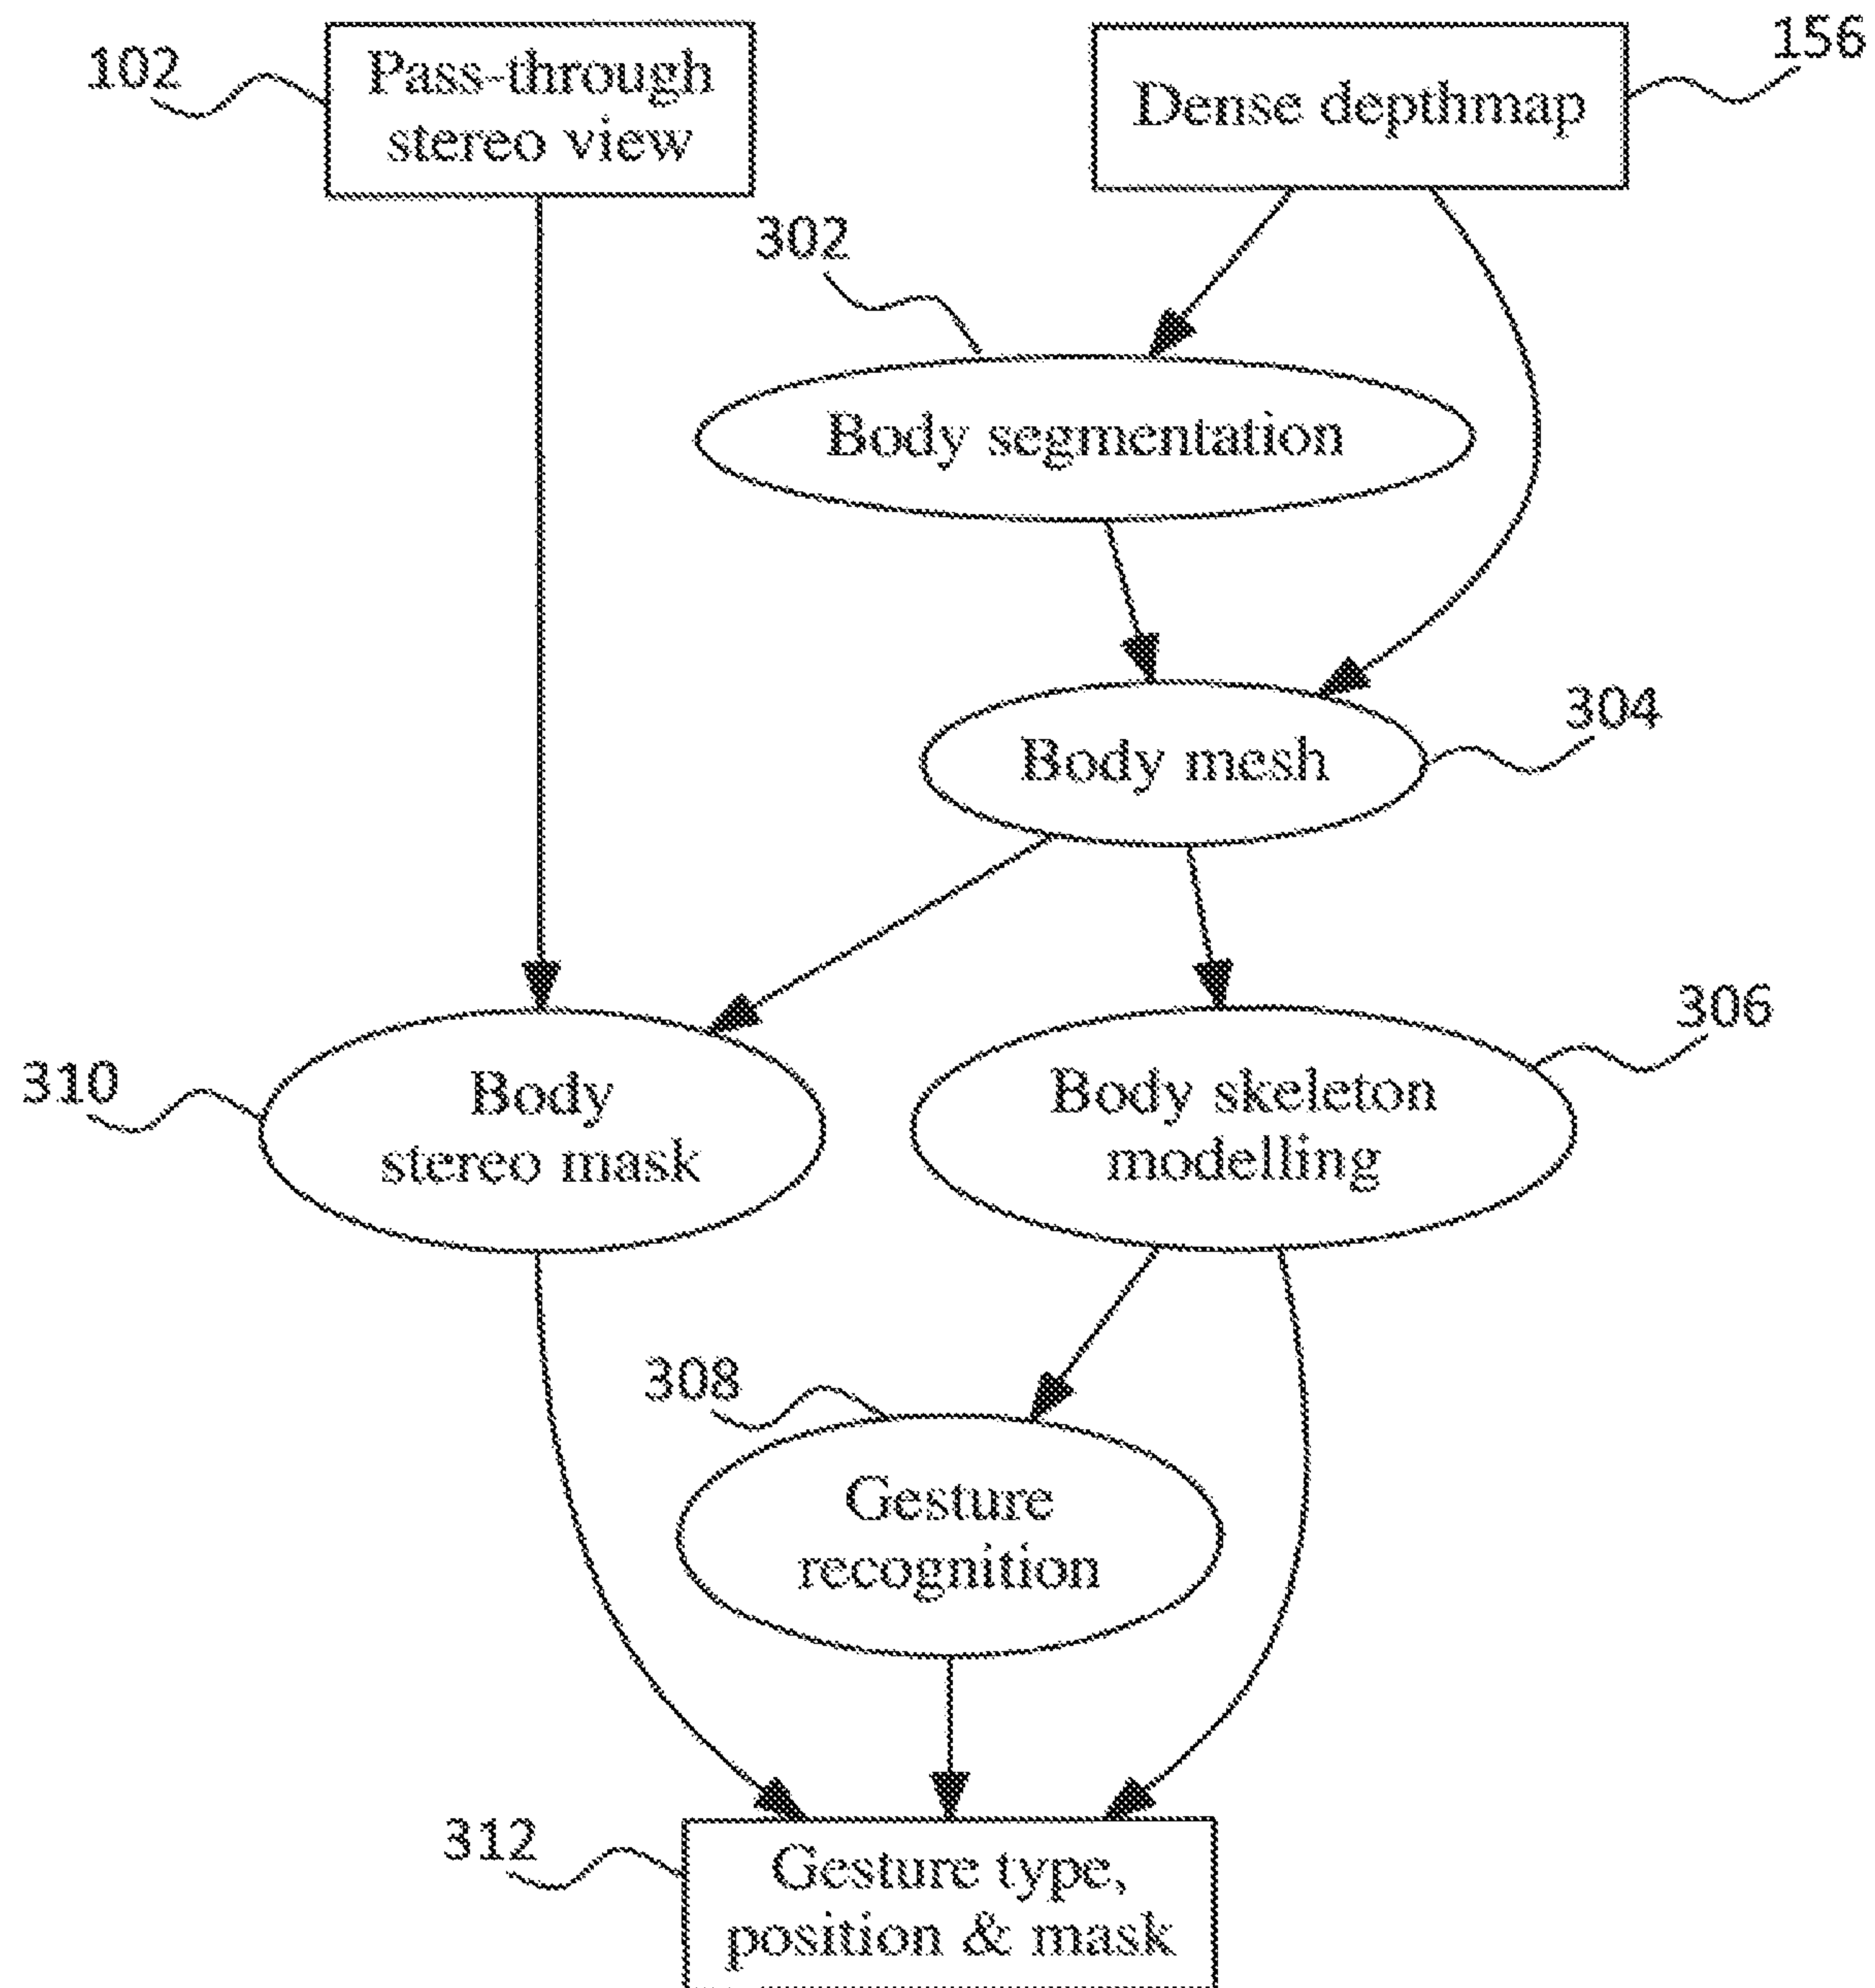 102
Pass-through
stereo view
Dense depthmap
156
302
Body segmentation
Body mesh
304
310
Body
stereo mask
Body skeleton
modelling
306
308
Gesture
recognition
312
Gesture type,
position & mask